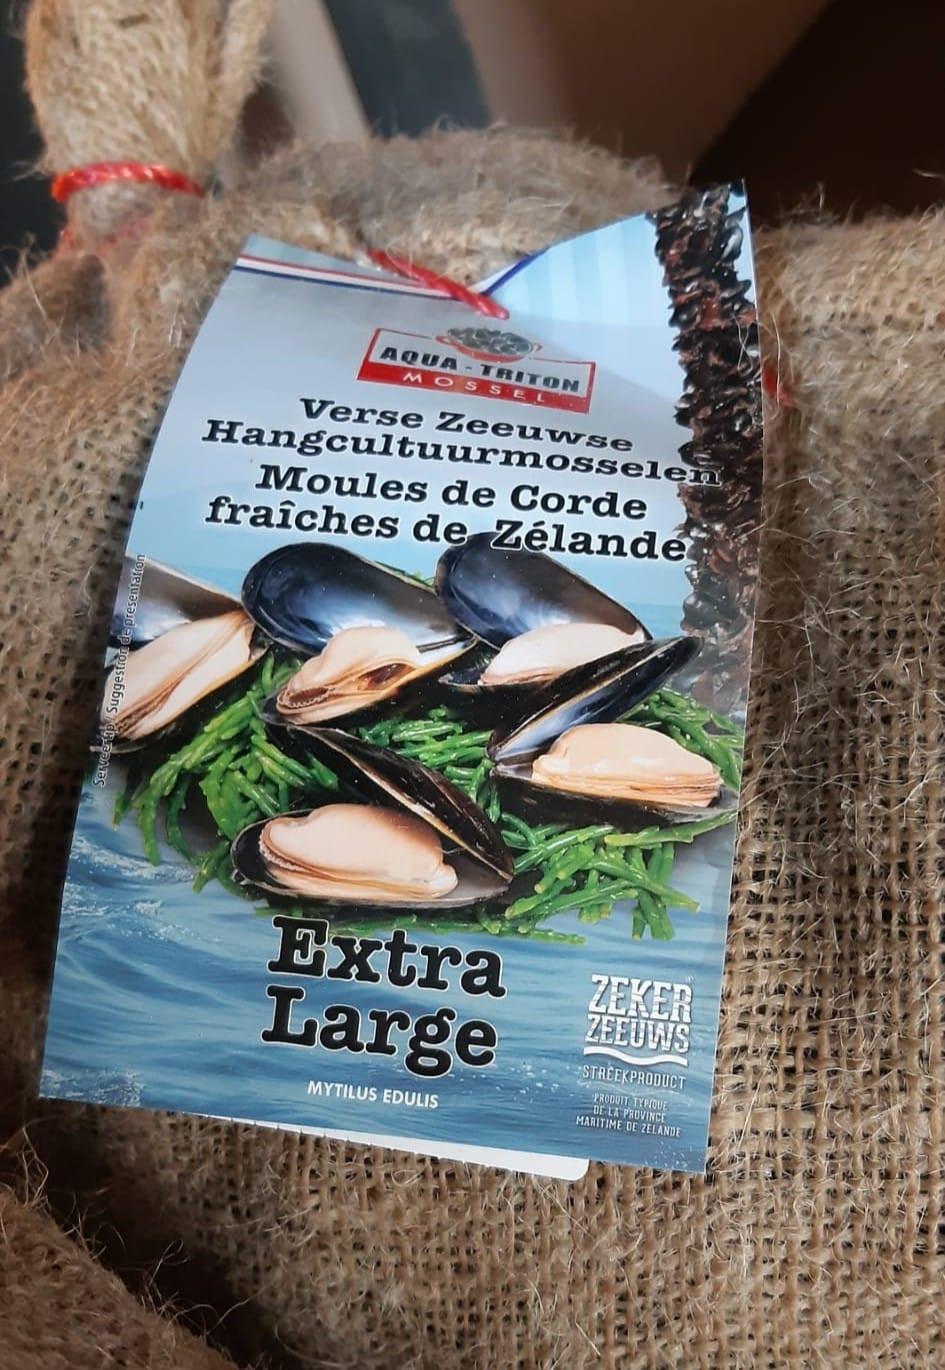 AQUA-TRITON
MOSSEL
Verse Zeeuwse
Hangcultuurmosselen
Moules de Corde
fraîches de Zélande
Serveertip / Suggestion de présentation
Extra
Large
MYTILUS EDULIS
ZEKER
ZEEUWS
STREEKPRODUCT
PRODUIT TYPIQUE
DE LA PROVINCE
MARITIME DE ZELANDE